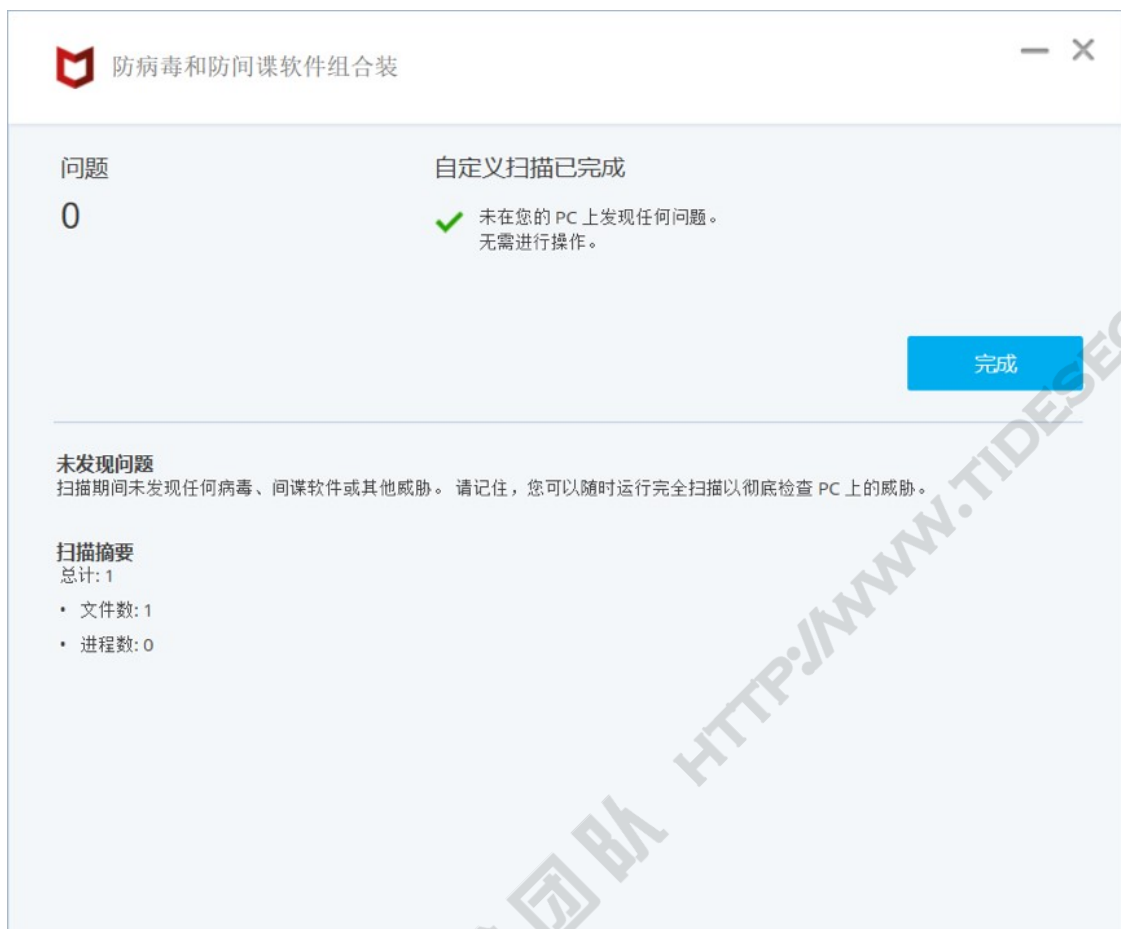 防病毒和防间谍软件组合装
问题
0
自定义扫描已完成
未在您的 PC 上发现任何问题。
无需进行操作。
完成
未发现问题
扫描期间未发现任何病毒、间谍软件或其他威胁。 请记住，您可以随时运行完全扫描以彻底检查 PC 上的威胁。
扫描摘要
总计: 1
• 文件数: 1
• 进程数: 0
团队 HTTP://WWW.TIDESEC